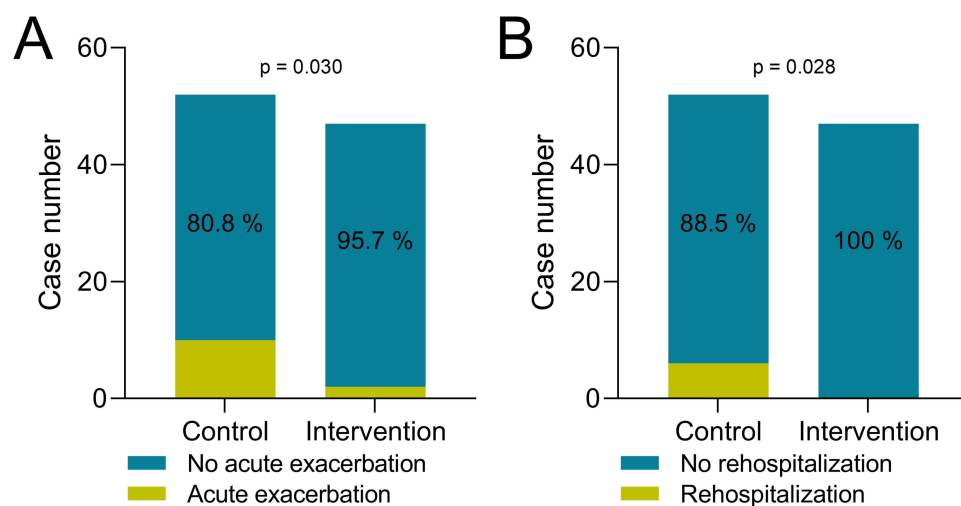 A
p = 0.030
Case number
60
40
20
0
80.8 %
95.7 %
Control
Intervention
No acute exacerbation
Acute exacerbation
B
p = 0.028
Case number
60
40
20
0
88.5 %
100 %
Control
Intervention
No rehospitalization
Rehospitalization